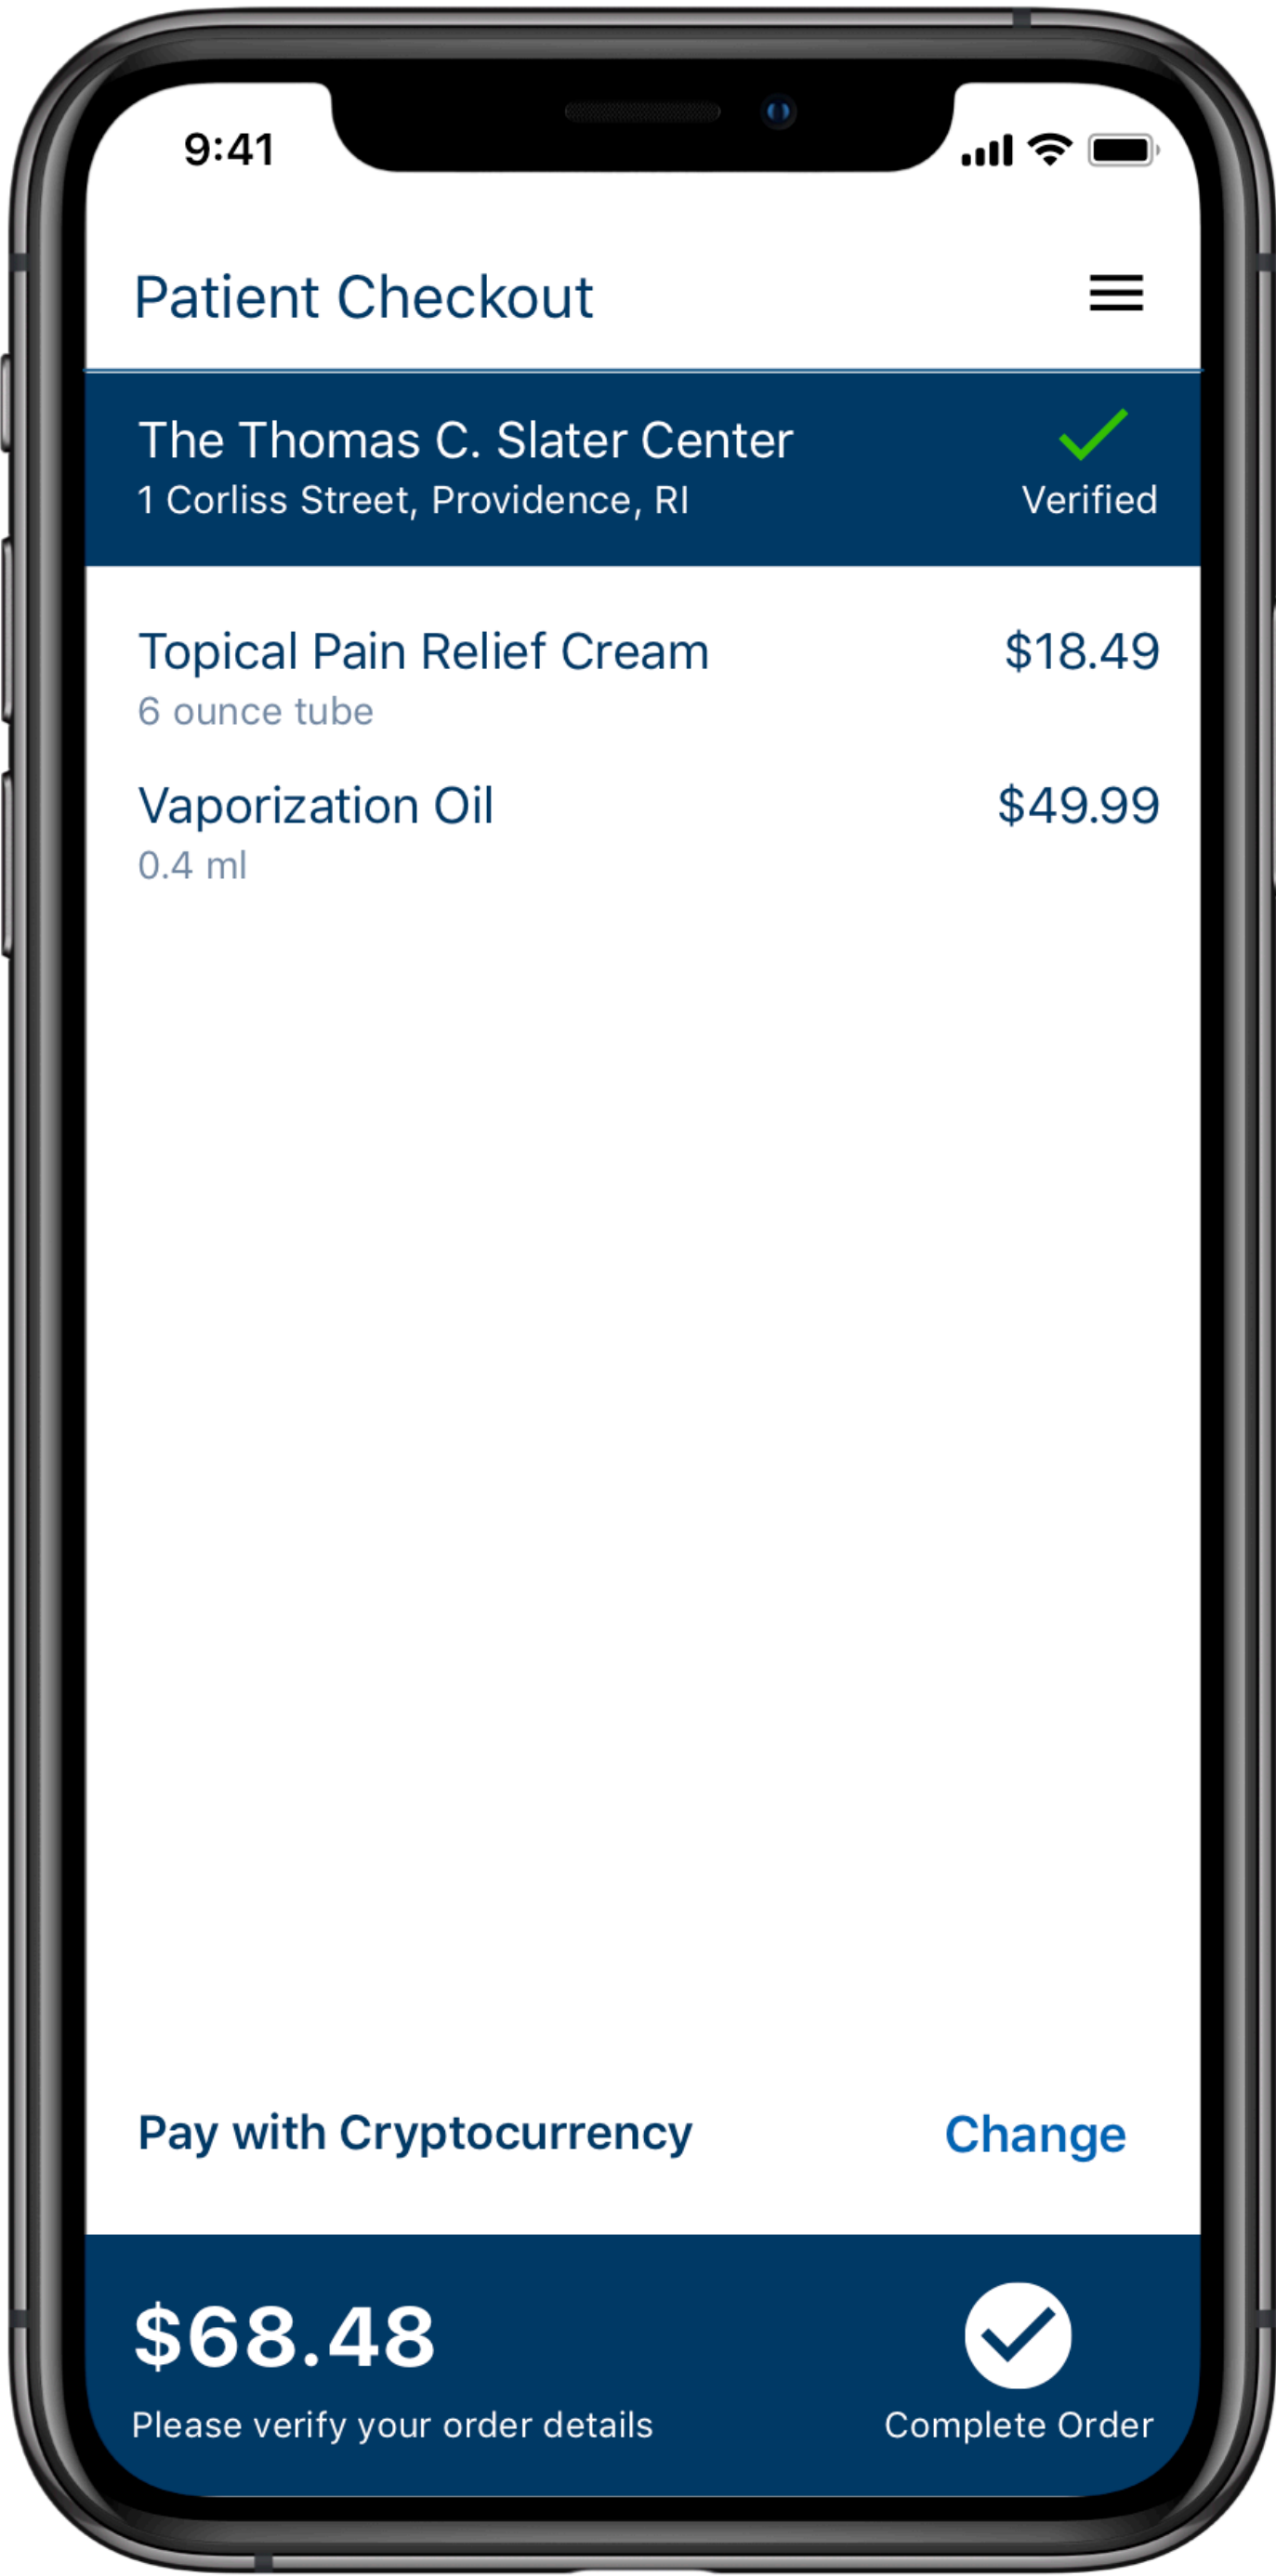 9:41
Patient Checkout
The Thomas C. Slater Center
1 Corliss Street, Providence, RI
Verified
Topical Pain Relief Cream $18.49
6 ounce tube
Vaporization Oil $49.99
0.4 ml
Pay with Cryptocurrency Change
$68.48
Please verify your order details Complete Order